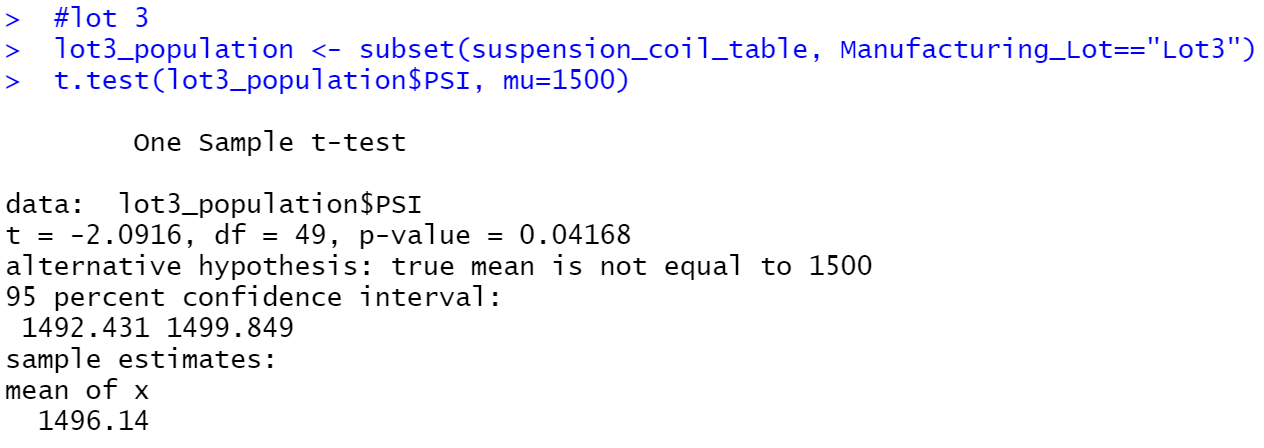 >  #lot 3
>  lot3_population <- subset(suspension_coil_table, Manufacturing_Lot=="Lot3")
>  t.test(lot3_population$PSI, mu=1500)
One Sample t-test
data:  lot3_population$PSI
t = -2.0916, df = 49, p-value = 0.04168
alternative hypothesis: true mean is not equal to 1500
95 percent confidence interval:
 1492.431 1499.849
sample estimates:
mean of x
  1496.14